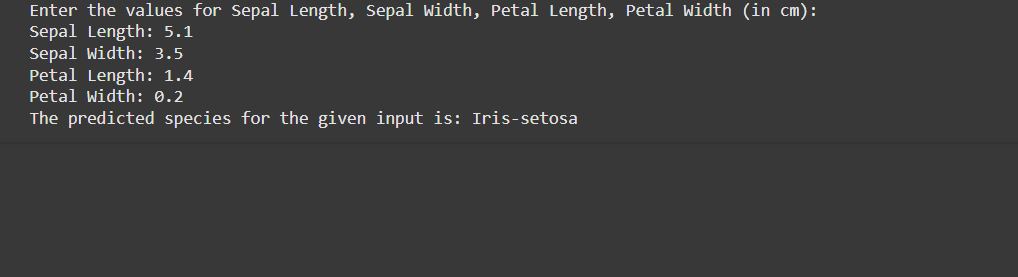 Enter the values for Sepal Length, Sepal Width, Petal Length, Petal Width (in cm):
Sepal Length: 5.1
Sepal Width: 3.5
Petal Length: 1.4
Petal Width: 0.2
The predicted species for the given input is: Iris-setosa